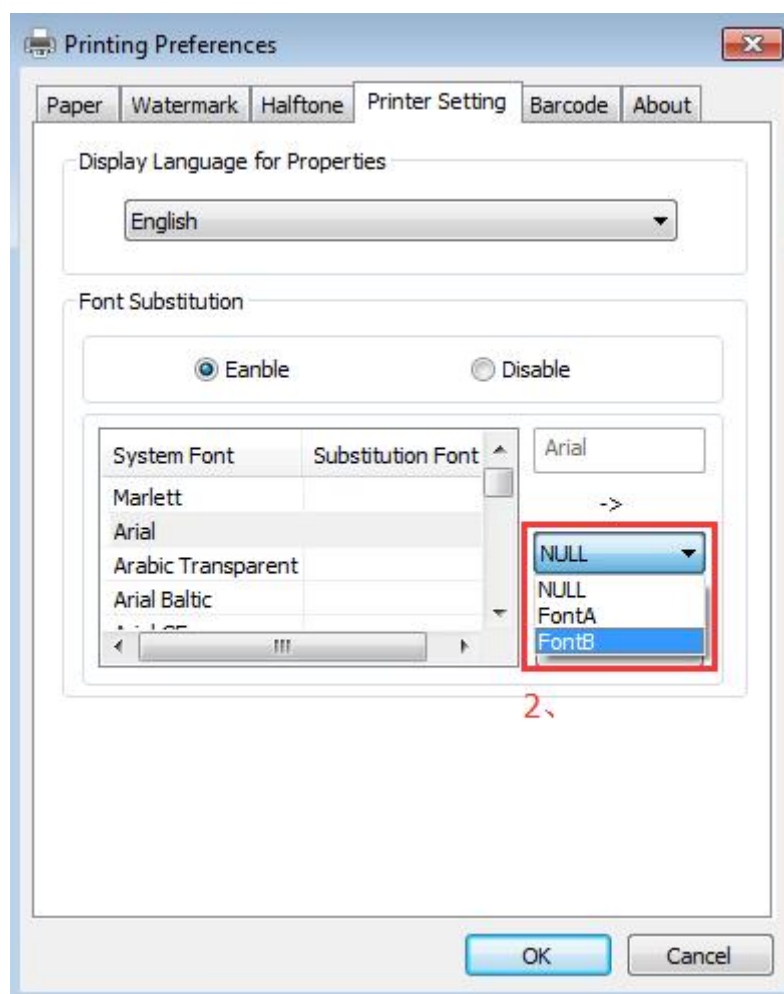 Printing Preferences
Paper Watermark Halftone Printer Setting Barcode About
Display Language for Properties
English
Font Substitution
Eanble Disable
System Font Substitution Font Arial
Marlett
->
Arial
NULL
Arabic Transparent
NULL
Arial Baltic
FontA
FontB
2、
OK Cancel